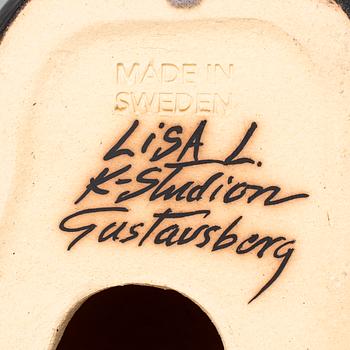 MADE IN
SWEDEN
LiSA L.
K-Studion
Gustavsberg